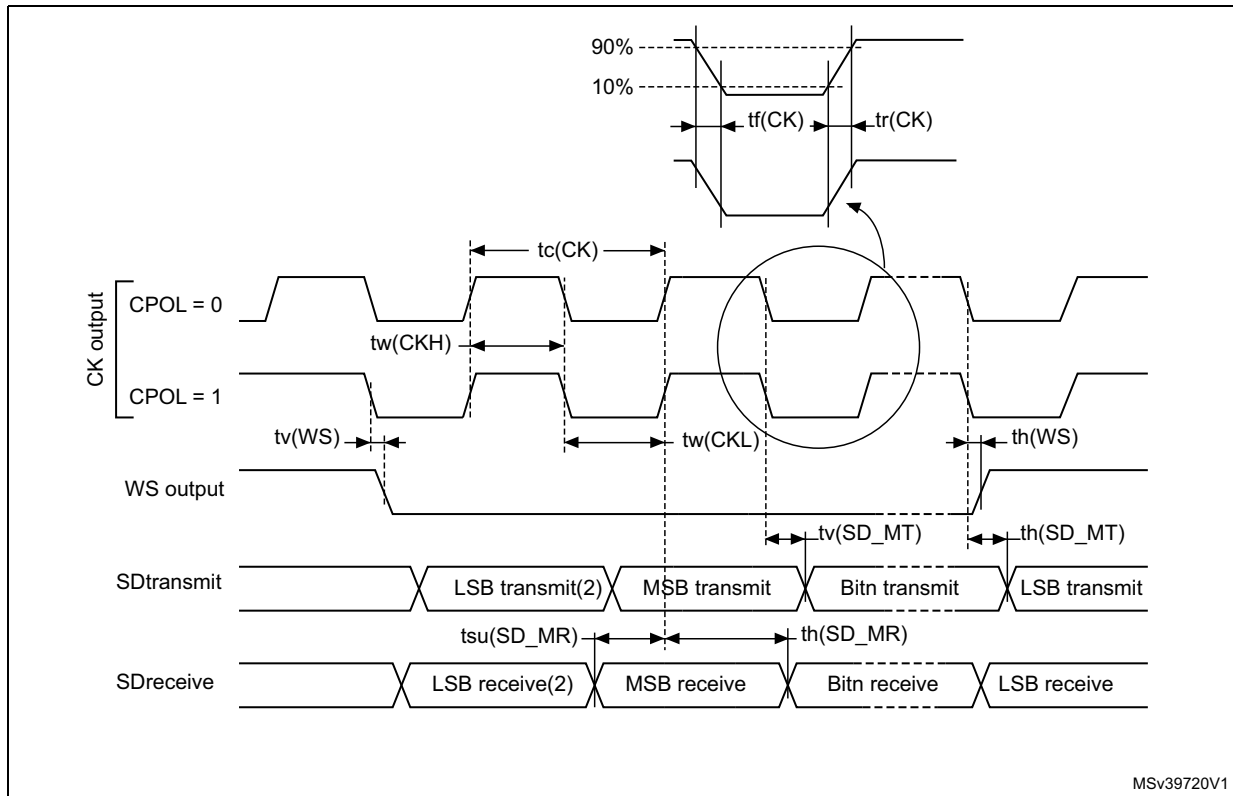 90%
10%
tf(CK)
tr(CK)
tc(CK)
CK output
CPOL = 0
tw(CKH)
CPOL = 1
tv(WS)
tw(CKL)
th(WS)
WS output
tv(SD_MT)
th(SD_MT)
SDtransmit
LSB transmit(2)
MSB transmit
Bitn transmit
LSB transmit
tsu(SD_MR)
th(SD_MR)
SDreceive
LSB receive(2)
MSB receive
Bitn receive
LSB receive
MSv39720V1